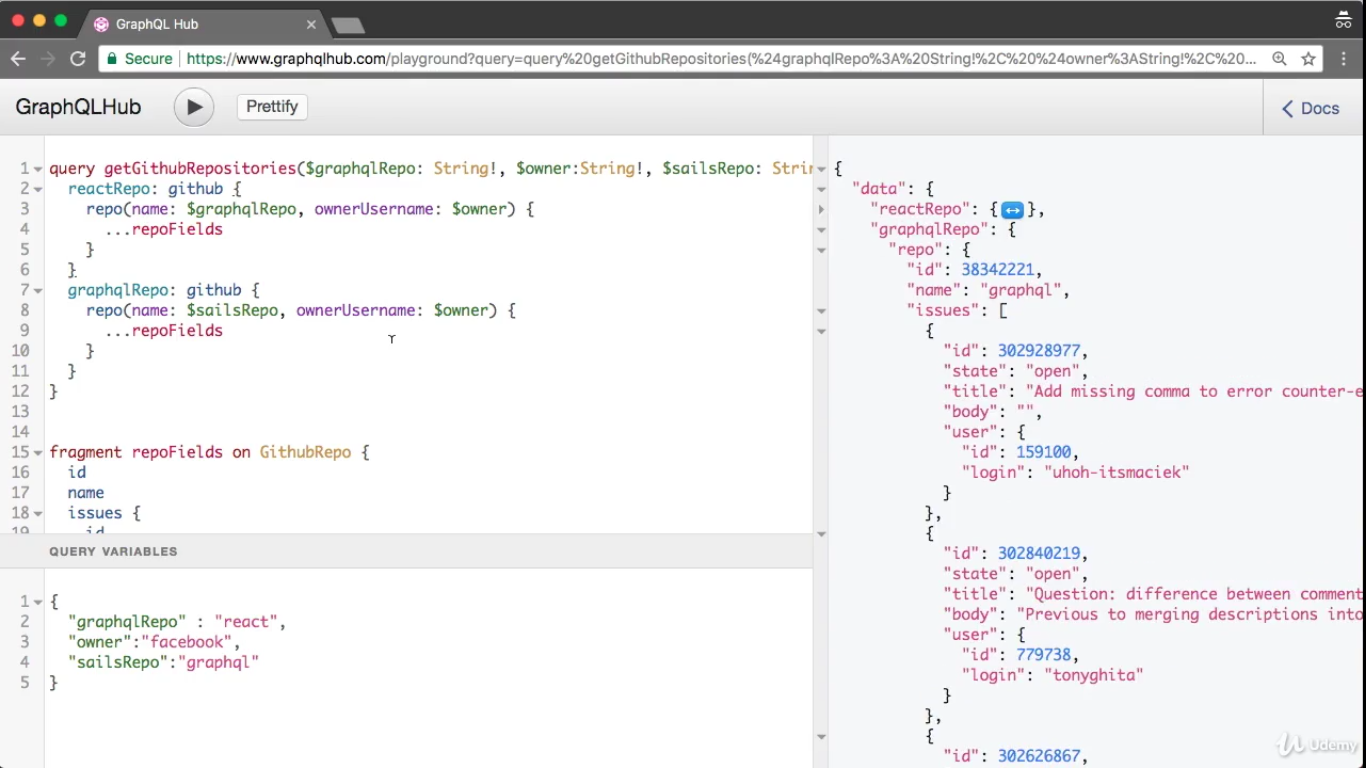 GraphQL Hub
Secure https://www.graphqlhub.com/playground?query=query%20getGithubRepositories(%24graphqlRepo%3A%20String!%2C%20%24owner%3AString!%2C%20...
GraphQLHub
Prettify
Docs
1 query getGithubRepositories($graphqlRepo: String!, $owner:String!, $sailsRepo: Strin
2 reactRepo: github {
3 repo(name: $graphqlRepo, ownerUsername: $owner) {
4 ...repoFields
5 }
6 }
7 graphqlRepo: github {
8 repo(name: $sailsRepo, ownerUsername: $owner) {
9 ...repoFields
10 }
11 }
12 }
13
14
15 fragment repoFields on GithubRepo {
16 id
17 name
18 issues {
19 id
QUERY VARIABLES
1 {
2 "graphqlRepo" : "react",
3 "owner":"facebook",
4 "sailsRepo":"graphql"
5 }
{
"data": {
"reactRepo": {↔},
"graphqlRepo": {
"repo": {
"id": 38342221,
"name": "graphql",
"issues": [
{
"id": 302928977,
"state": "open",
"title": "Add missing comma to error counter-e
"body": "",
"user": {
"id": 159100,
"login": "uhoh-itsmaciek"
}
},
{
"id": 302840219,
"state": "open",
"title": "Question: difference between comment
"body": "Previous to merging descriptions into
"user": {
"id": 779738,
"login": "tonyghita"
}
},
{
"id": 302626867,
Udemy